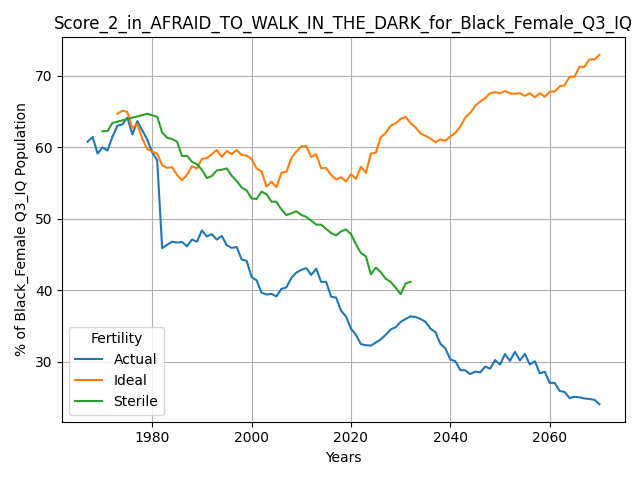 Score_2_in_AFRAID_TO_WALK_IN_THE_DARK_for_Black_Female_Q3_IQ
% of Black_Female Q3_IQ Population
70
60
50
40
30
Fertility
Actual
Ideal
Sterile
1980
2000
2020
2040
2060
Years